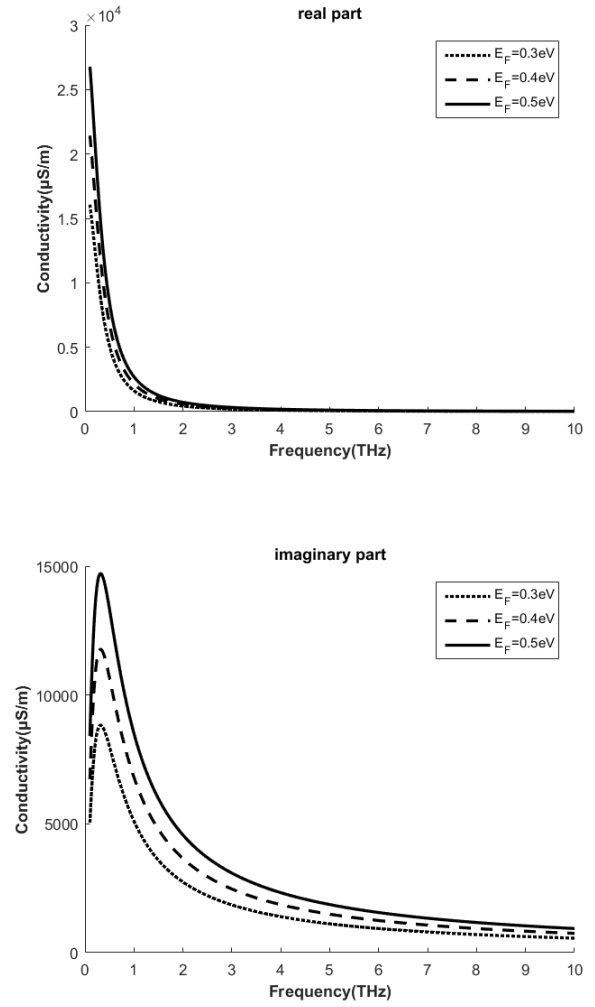 real part
×10⁴
3
2.5
2
1.5
1
0.5
0
Conductivity(µS/m)
E_F=0.3eV
E_F=0.4eV
E_F=0.5eV
0 1 2 3 4 5 6 7 8 9 10
Frequency(THz)
imaginary part
15000
10000
5000
0
Conductivity(µS/m)
E_F=0.3eV
E_F=0.4eV
E_F=0.5eV
0 1 2 3 4 5 6 7 8 9 10
Frequency(THz)